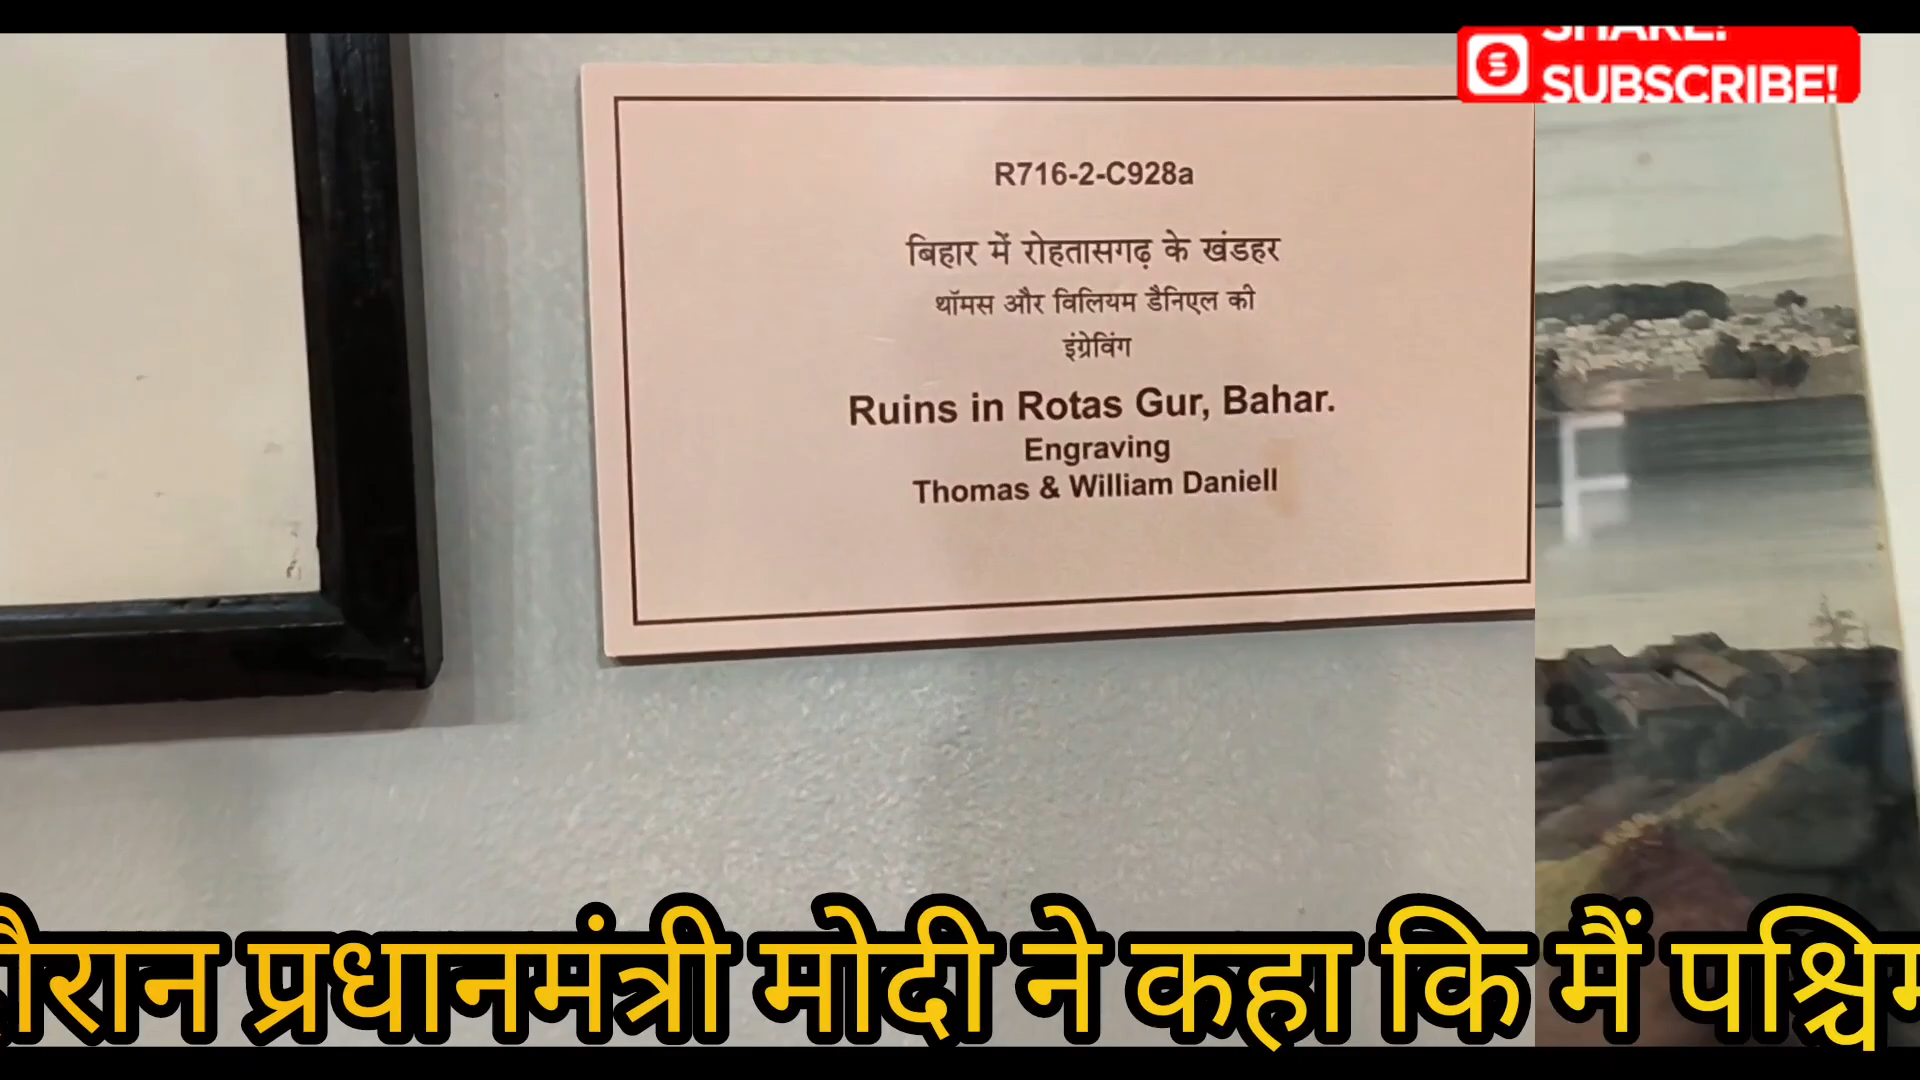 SHARE!
SUBSCRIBE!
R716-2-C928a
बिहार में रोहतासगढ़ के खंडहर
थॉमस और विलियम डैनिएल की
इंग्रेविंग
Ruins in Rotas Gur, Bahar.
Engraving
Thomas & William Daniell
प्रधानमंत्री मोदी ने कहा कि मैं